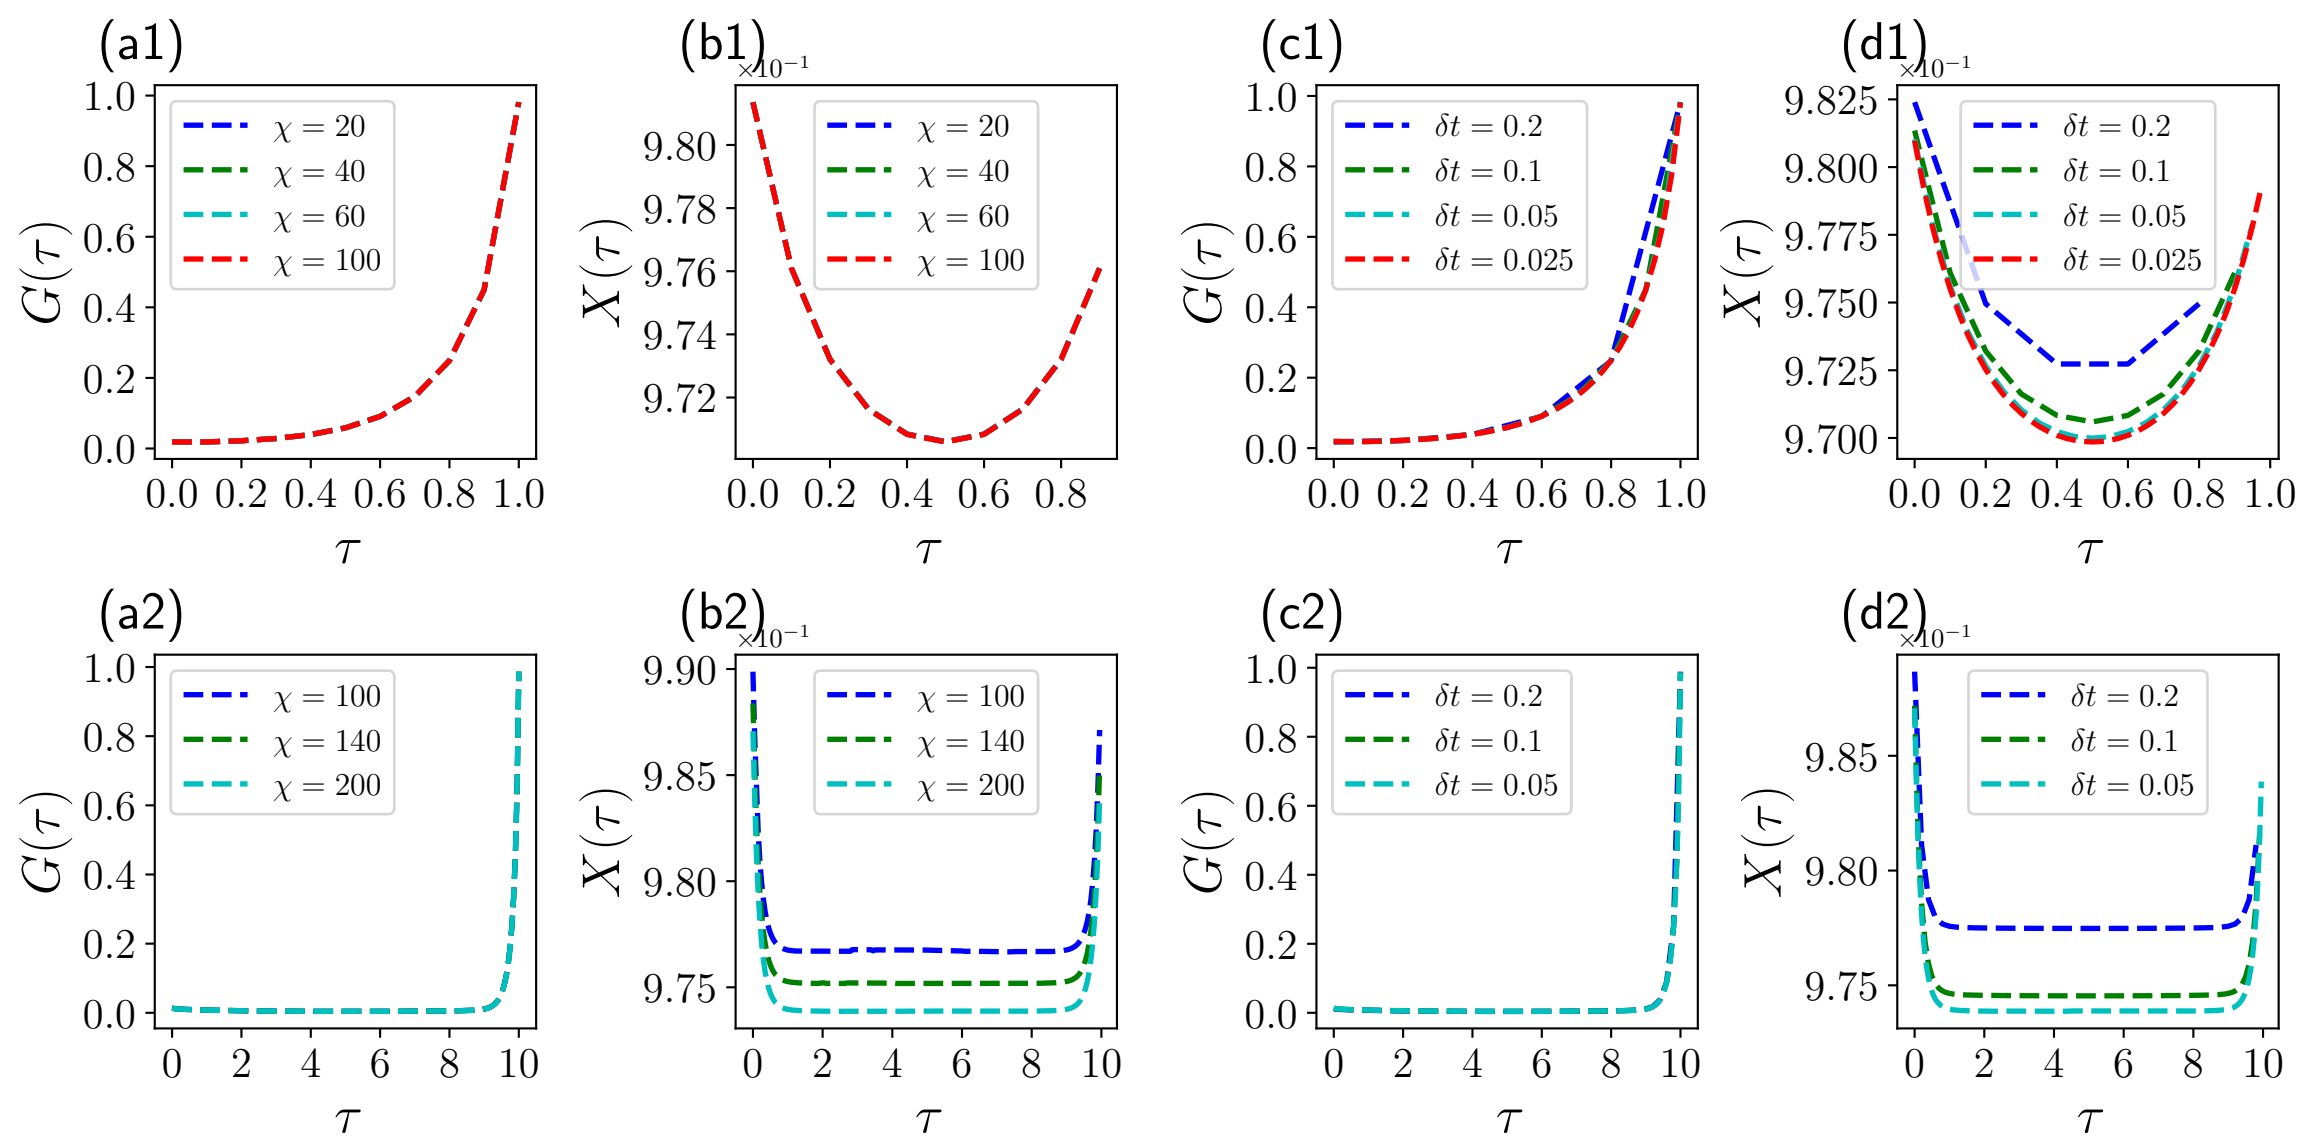 (a1)
G(τ)
1.0
0.8
0.6
0.4
0.2
0.0
χ = 20
χ = 40
χ = 60
χ = 100
0.0 0.2 0.4 0.6 0.8 1.0
τ
(b1)
×10⁻¹
X(τ)
9.80
9.78
9.76
9.74
9.72
χ = 20
χ = 40
χ = 60
χ = 100
0.0 0.2 0.4 0.6 0.8
τ
(c1)
G(τ)
1.0
0.8
0.6
0.4
0.2
0.0
δt = 0.2
δt = 0.1
δt = 0.05
δt = 0.025
0.0 0.2 0.4 0.6 0.8 1.0
τ
(d1)
×10⁻¹
X(τ)
9.825
9.800
9.775
9.750
9.725
9.700
δt = 0.2
δt = 0.1
δt = 0.05
δt = 0.025
0.0 0.2 0.4 0.6 0.8 1.0
τ
(a2)
G(τ)
1.0
0.8
0.6
0.4
0.2
0.0
χ = 100
χ = 140
χ = 200
0 2 4 6 8 10
τ
(b2)
×10⁻¹
X(τ)
9.90
9.85
9.80
9.75
χ = 100
χ = 140
χ = 200
0 2 4 6 8 10
τ
(c2)
G(τ)
1.0
0.8
0.6
0.4
0.2
0.0
δt = 0.2
δt = 0.1
δt = 0.05
0 2 4 6 8 10
τ
(d2)
×10⁻¹
X(τ)
9.85
9.80
9.75
δt = 0.2
δt = 0.1
δt = 0.05
0 2 4 6 8 10
τ